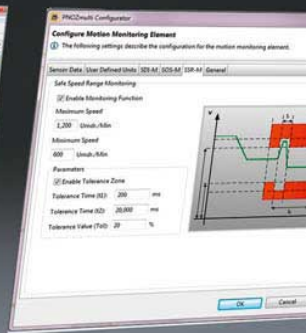 PNOZmulti Configurator
Configure Motion Monitoring Element
The following settings describe the configuration for the motion monitoring element.
Sensor Data User Defined Units SDI-M SOS-M SSR-M General
Safe Speed Range Monitoring
Enable Monitoring Function
Maximum Speed
1,200 Umdr./Min
Minimum Speed
600 Umdr./Min
Parameters
Enable Tolerance Zone
Tolerance Time (t1): 200 ms
Tolerance Time (t2): 20,000 ms
Tolerance Value (Tol): 20 %
OK Cancel